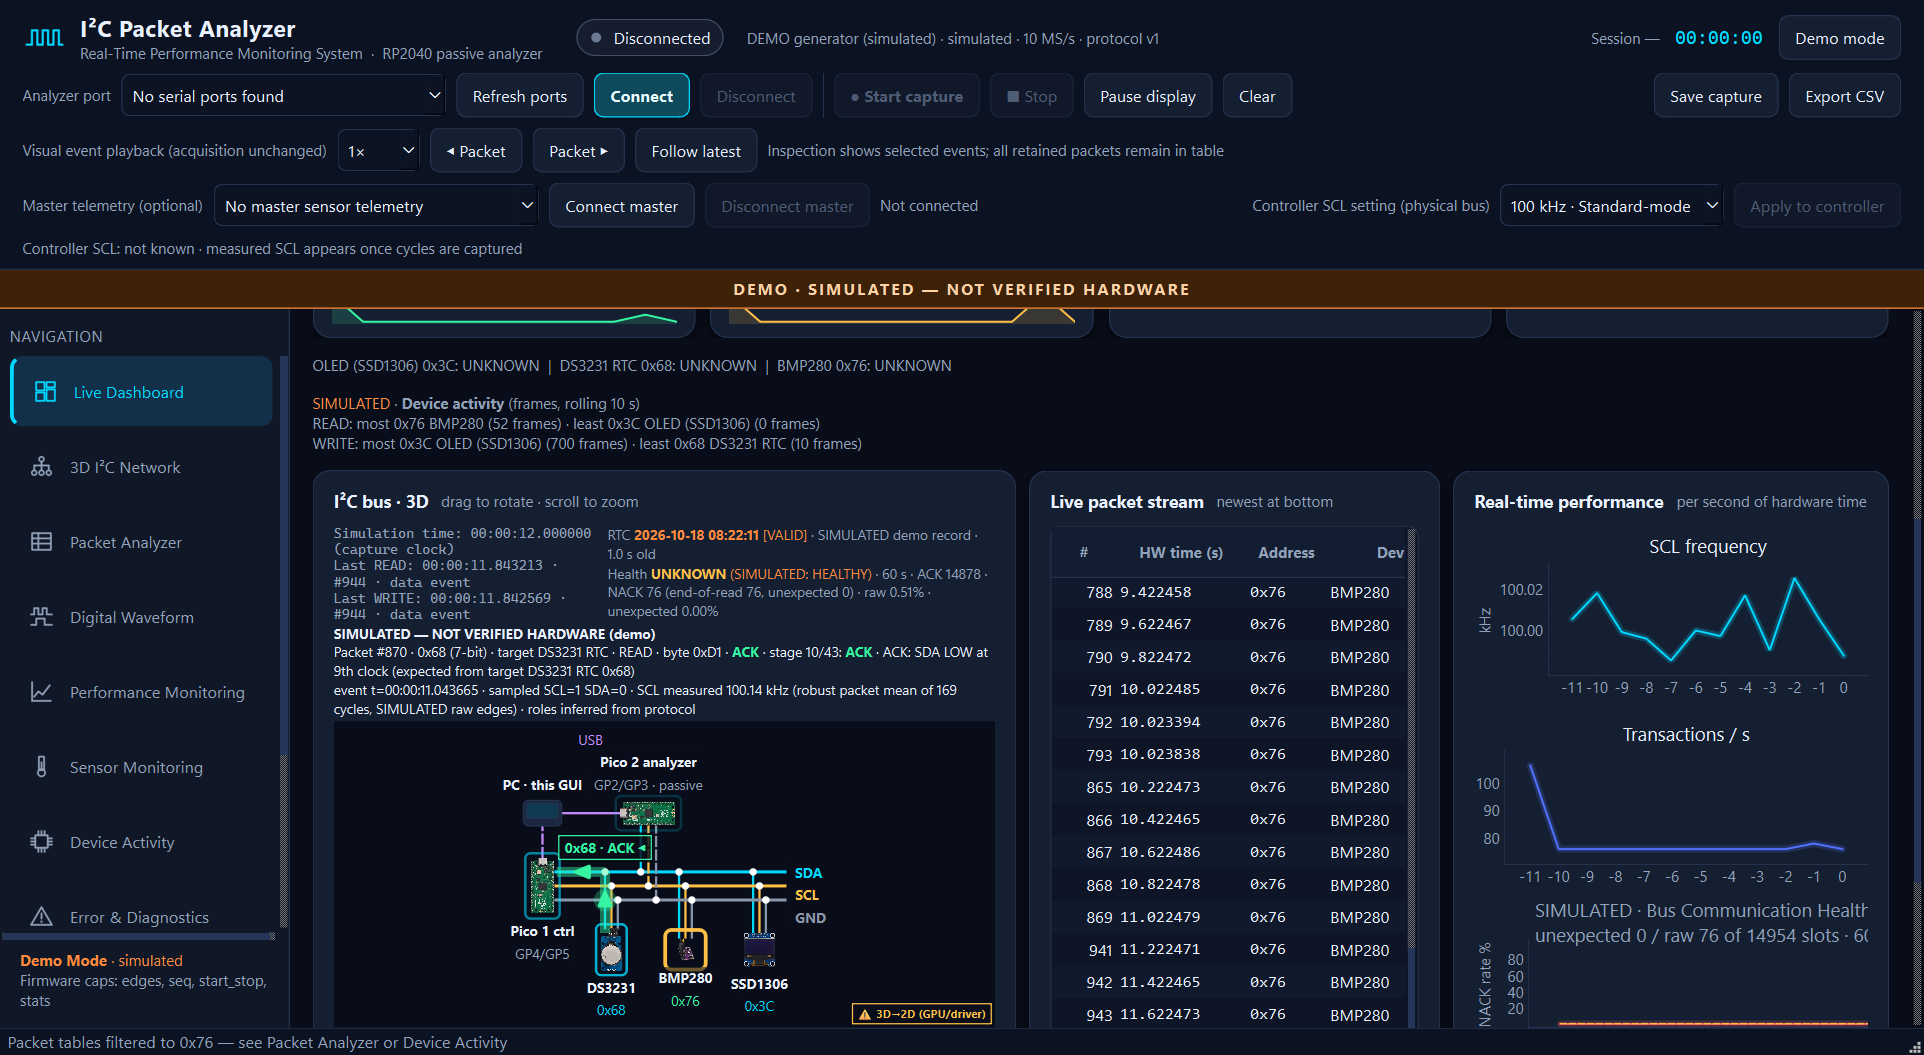 I²C Packet Analyzer
Real-Time Performance Monitoring System · RP2040 passive analyzer
Disconnected
DEMO generator (simulated) · simulated · 10 MS/s · protocol v1
Session — 00:00:00
Demo mode
Analyzer port
No serial ports found
Refresh ports
Connect
Disconnect
● Start capture
■ Stop
Pause display
Clear
Save capture
Export CSV
Visual event playback (acquisition unchanged)
1×
◂ Packet
Packet ▸
Follow latest
Inspection shows selected events; all retained packets remain in table
Master telemetry (optional)
No master sensor telemetry
Connect master
Disconnect master
Not connected
Controller SCL setting (physical bus)
100 kHz · Standard-mode
Apply to controller
Controller SCL: not known · measured SCL appears once cycles are captured
DEMO · SIMULATED — NOT VERIFIED HARDWARE
NAVIGATION
Live Dashboard
3D I²C Network
Packet Analyzer
Digital Waveform
Performance Monitoring
Sensor Monitoring
Device Activity
Error & Diagnostics
Demo Mode · simulated
Firmware caps: edges, seq, start_stop,
stats
OLED (SSD1306) 0x3C: UNKNOWN | DS3231 RTC 0x68: UNKNOWN | BMP280 0x76: UNKNOWN
SIMULATED · Device activity (frames, rolling 10 s)
READ: most 0x76 BMP280 (52 frames) · least 0x3C OLED (SSD1306) (0 frames)
WRITE: most 0x3C OLED (SSD1306) (700 frames) · least 0x68 DS3231 RTC (10 frames)
I²C bus · 3D drag to rotate · scroll to zoom
Simulation time: 00:00:12.000000
(capture clock)
Last READ: 00:00:11.843213 ·
#944 · data event
Last WRITE: 00:00:11.842569 ·
#944 · data event
RTC 2026-10-18 08:22:11 [VALID] · SIMULATED demo record ·
1.0 s old
Health UNKNOWN (SIMULATED: HEALTHY) · 60 s · ACK 14878 ·
NACK 76 (end-of-read 76, unexpected 0) · raw 0.51% ·
unexpected 0.00%
SIMULATED — NOT VERIFIED HARDWARE (demo)
Packet #870 · 0x68 (7-bit) · target DS3231 RTC · READ · byte 0xD1 · ACK · stage 10/43: ACK · ACK: SDA LOW at
9th clock (expected from target DS3231 RTC 0x68)
event t=00:00:11.043665 · sampled SCL=1 SDA=0 · SCL measured 100.14 kHz (robust packet mean of 169
cycles, SIMULATED raw edges) · roles inferred from protocol
USB
Pico 2 analyzer
PC · this GUI
GP2/GP3 · passive
0x68 · ACK ◂
SDA
SCL
GND
Pico 1 ctrl
GP4/GP5
DS3231
0x68
BMP280
0x76
SSD1306
0x3C
⚠ 3D→2D (GPU/driver)
Live packet stream newest at bottom
# HW time (s) Address Dev
788 9.422458 0x76 BMP280
789 9.622467 0x76 BMP280
790 9.822472 0x76 BMP280
791 10.022485 0x76 BMP280
792 10.023394 0x76 BMP280
793 10.023838 0x76 BMP280
865 10.222473 0x76 BMP280
866 10.422465 0x76 BMP280
867 10.622486 0x76 BMP280
868 10.822478 0x76 BMP280
869 11.022479 0x76 BMP280
941 11.222471 0x76 BMP280
942 11.422465 0x76 BMP280
943 11.622473 0x76 BMP280
Real-time performance per second of hardware time
SCL frequency
kHz
100.02
100.00
-11 -10 -9 -8 -7 -6 -5 -4 -3 -2 -1 0
Transactions / s
100
90
80
-11 -10 -9 -8 -7 -6 -5 -4 -3 -2 -1 0
SIMULATED · Bus Communication Health
unexpected 0 / raw 76 of 14954 slots · 60
NACK rate %
80
60
40
20
Packet tables filtered to 0x76 — see Packet Analyzer or Device Activity